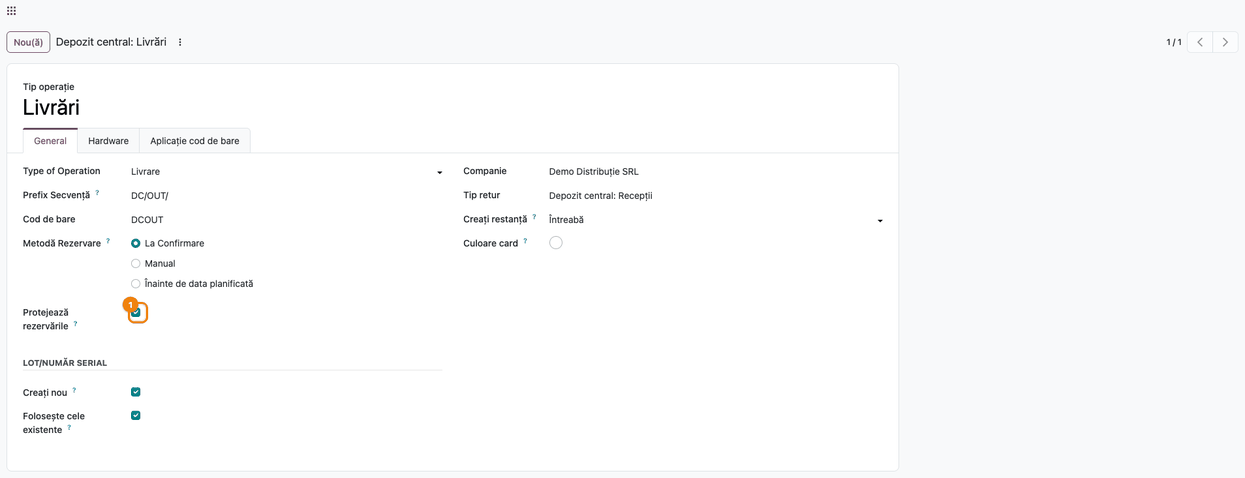 Nou(ă)
Depozit central: Livrări
1 / 1
Tip operație
Livrări
General
Hardware
Aplicație cod de bare
Type of Operation
Livrare
Companie
Demo Distribuție SRL
Prefix Secvență ?
DC/OUT/
Tip retur
Depozit central: Recepții
Cod de bare
DCOUT
Creați restanță ?
Întreabă
Metodă Rezervare ?
La Confirmare
Culoare card ?
Manual
Înainte de data planificată
1
Protejează
rezervările ?
LOT/NUMĂR SERIAL
Creați nou ?
Folosește cele
existente ?